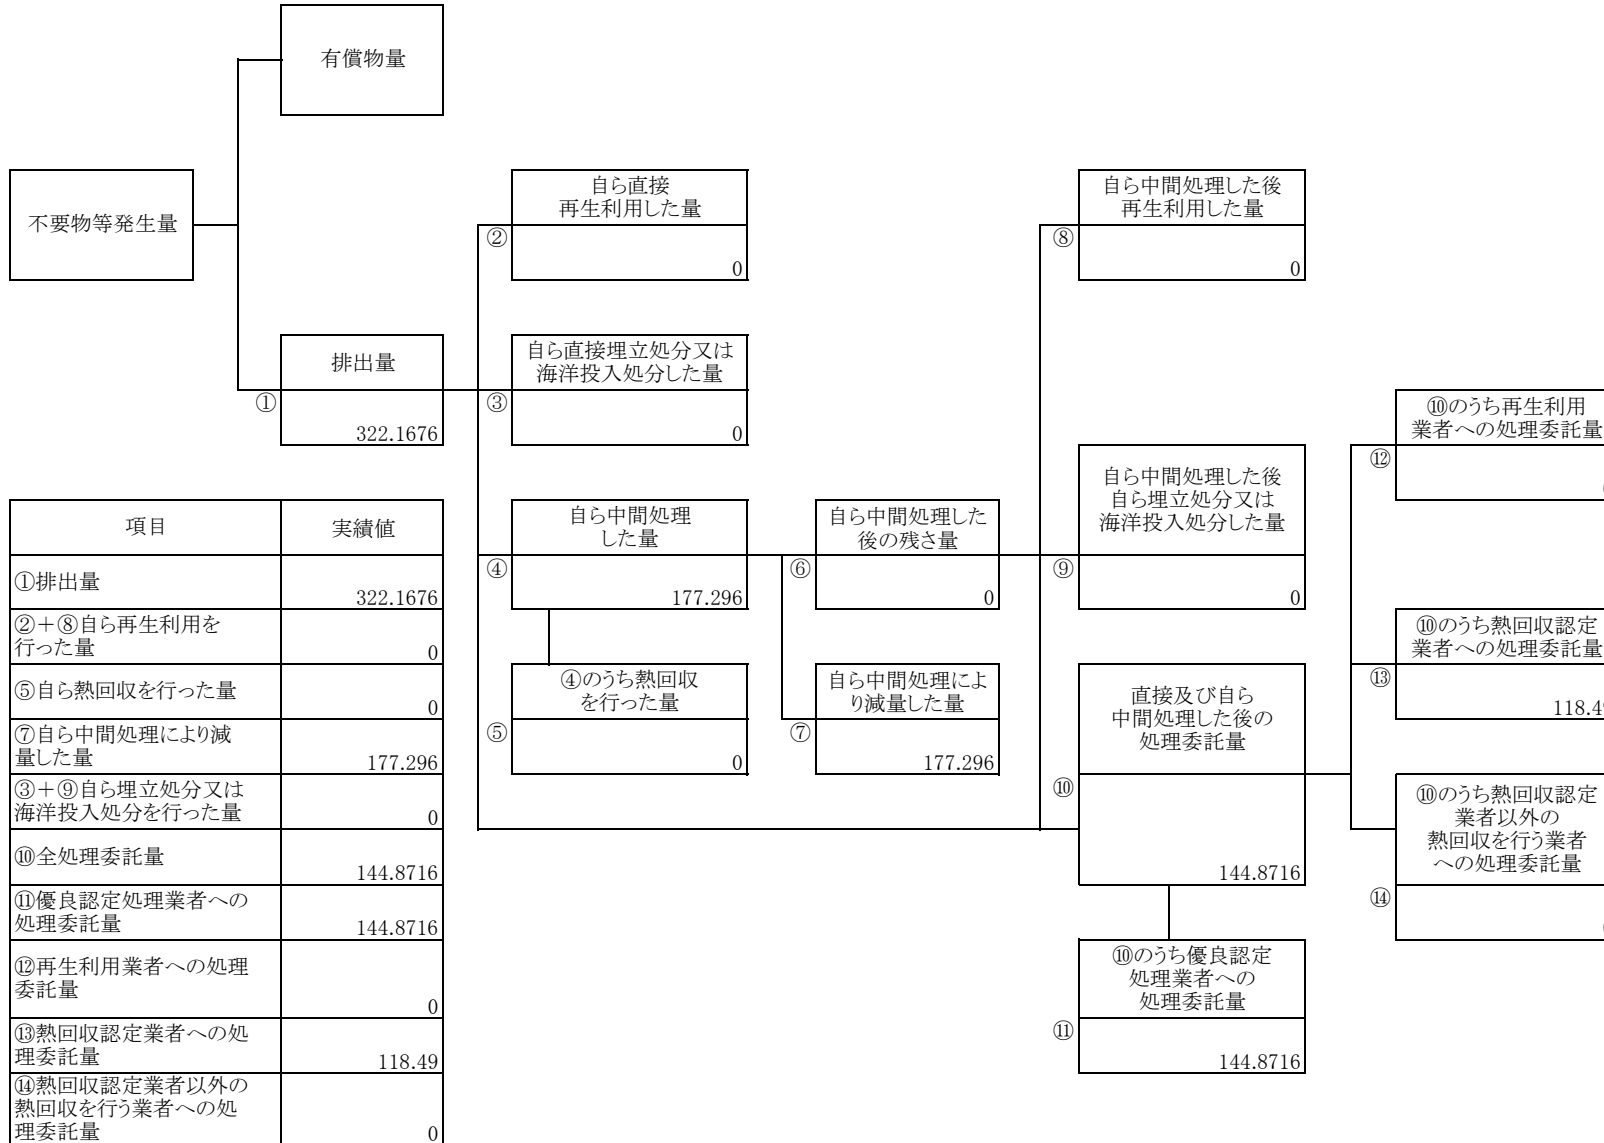 有償物量
不要物等発生量
自ら直接
再生利用した量
②
0
自ら中間処理した後
再生利用した量
⑧
0
排出量
①
322.1676
自ら直接埋立処分又は
海洋投入処分した量
③
0
⑩のうち再生利用
業者への処理委託量
⑫
自ら中間処理した後
自ら埋立処分又は
海洋投入処分した量
⑨
0
自ら中間処理
した量
④
177.296
自ら中間処理した
後の残さ量
⑥
0
④のうち熱回収
を行った量
⑤
0
自ら中間処理によ
り減量した量
⑦
177.296
直接及び自ら
中間処理した後の
処理委託量
⑩
144.8716
⑩のうち熱回収認定
業者への処理委託量
⑬
118.4
⑩のうち熱回収認定
業者以外の
熱回収を行う業者
への処理委託量
⑭
⑩のうち優良認定
処理業者への
処理委託量
⑪
144.8716
項目 実績値
①排出量
322.1676
②+⑧自ら再生利用を
行った量
0
⑤自ら熱回収を行った量
0
⑦自ら中間処理により減
量した量
177.296
③+⑨自ら埋立処分又は
海洋投入処分を行った量
0
⑩全処理委託量
144.8716
⑪優良認定処理業者への
処理委託量
144.8716
⑫再生利用業者への処理
委託量
0
⑬熱回収認定業者への処
理委託量
118.49
⑭熱回収認定業者以外の
熱回収を行う業者への処
理委託量
0